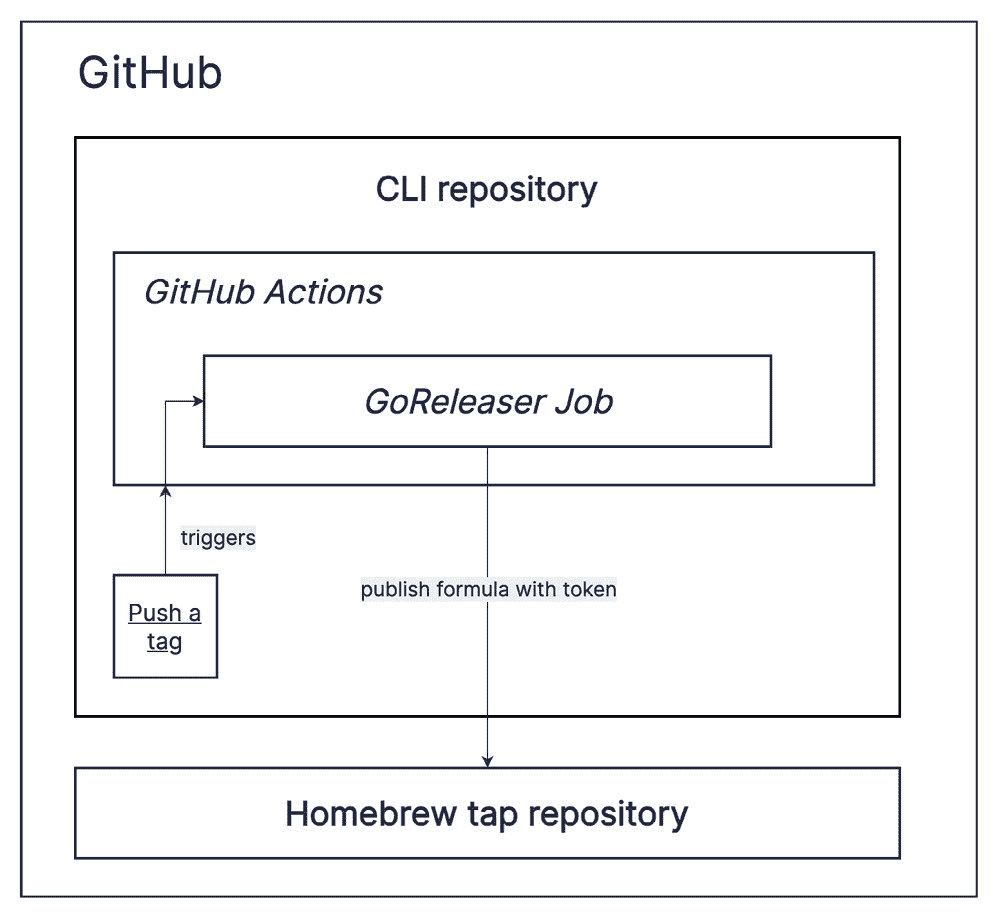 GitHub
CLI repository
GitHub Actions
GoReleaser Job
triggers
publish formula with token
Push a
tag
Homebrew tap repository